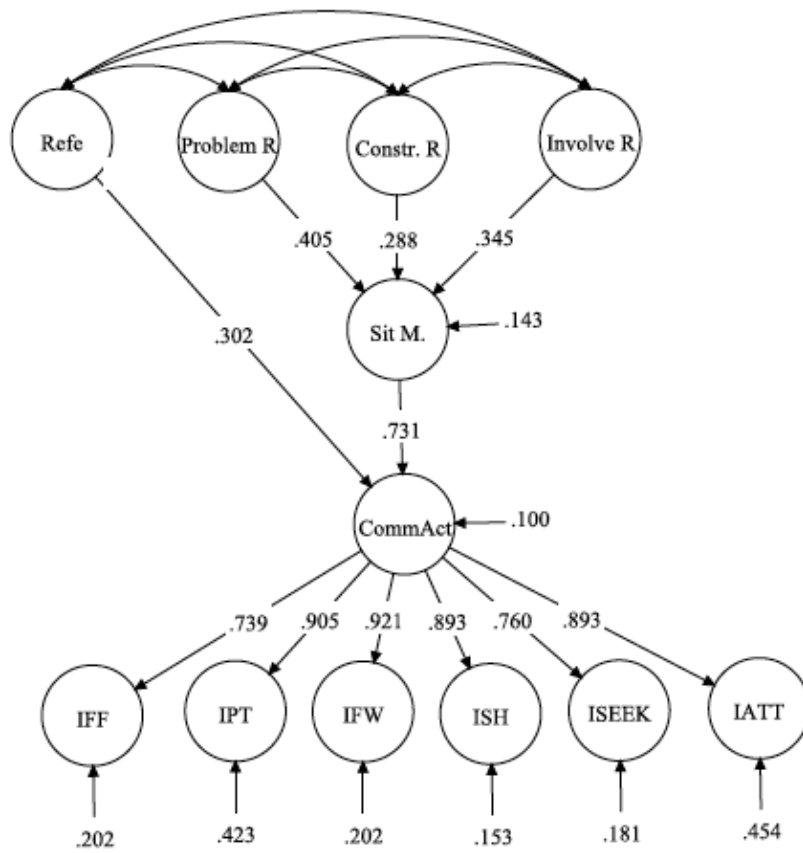 Refe
Problem R
Constr. R
Involve R
.405
.288
.345
.302
Sit M.
.143
.731
CommAct
.100
.739
.905
.921
.893
.760
.893
IFF
IPT
IFW
ISH
ISEEK
IATT
.202
.423
.202
.153
.181
.454